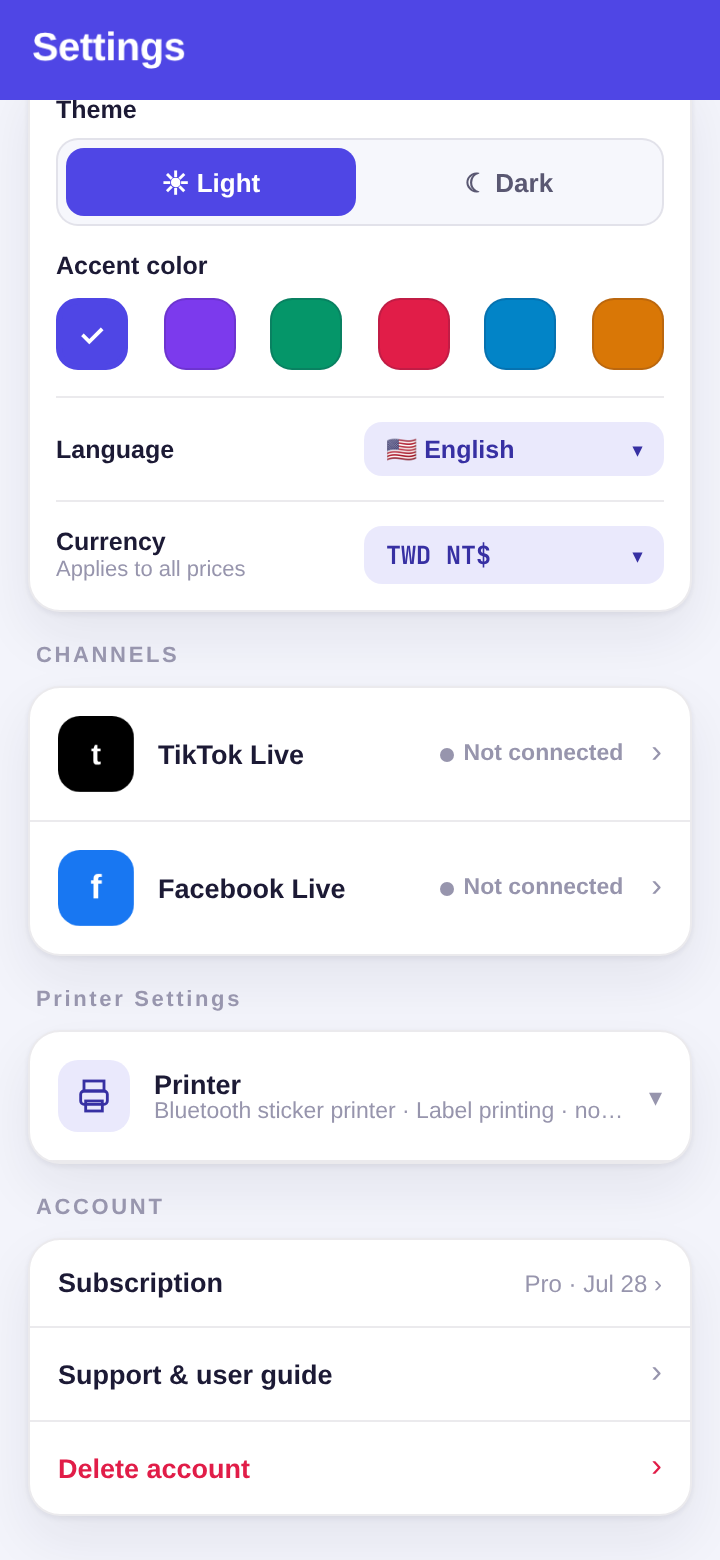 Settings
Theme
☀ Light
☾ Dark
Accent color
Language
🇺🇸 English ▾
Currency
Applies to all prices
TWD NT$ ▾
CHANNELS
t
TikTok Live
Not connected ›
f
Facebook Live
Not connected ›
Printer Settings
Printer
Bluetooth sticker printer · Label printing · no… ▾
ACCOUNT
Subscription
Pro · Jul 28 ›
Support & user guide ›
Delete account ›